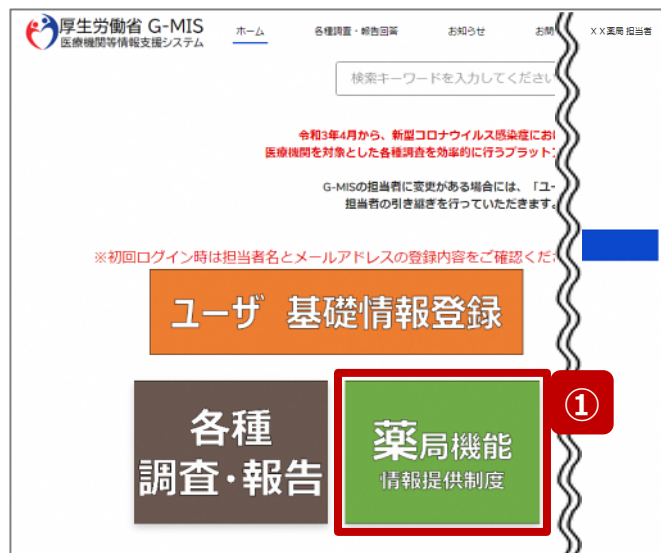 厚生労働省 G-MIS
医療機関等情報支援システム
ホーム 各種調査・報告回答 お知らせ お問 XX薬局 担当者
検索キーワードを入力してください
令和3年4月から、新型コロナウイルス感染症にお
医療機関を対象とした各種調査を効率的に行うプラット
G-MISの担当者に変更がある場合には、「ユー
担当者の引き継ぎを行っていただきます。
※初回ログイン時は担当者名とメールアドレスの登録内容をご確認くだ
ユーザ 基礎情報登録
各種
調査・報告
薬局機能
情報提供制度
①